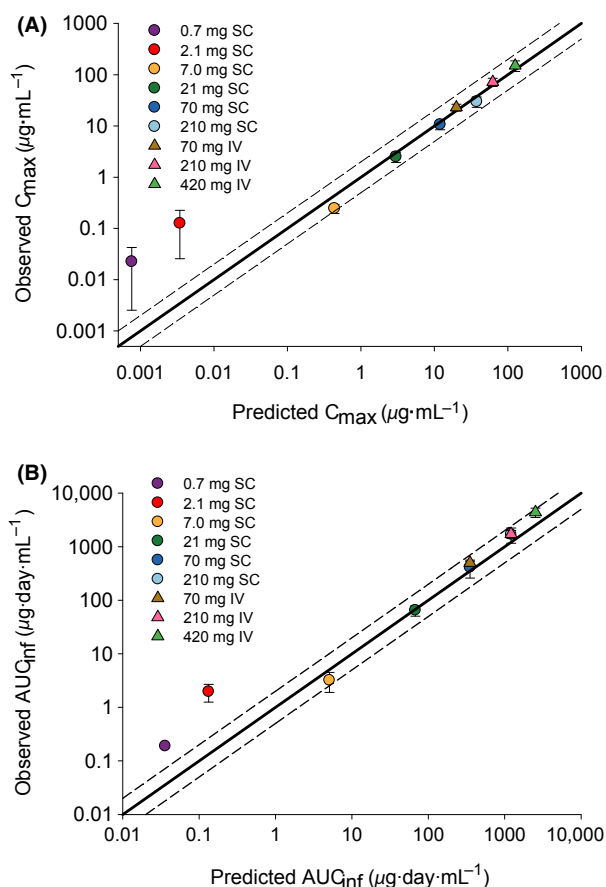 (A)
1000
100
10
1
0.1
0.01
0.001
Observed Cmax (µg·mL⁻¹)
0.7 mg SC
2.1 mg SC
7.0 mg SC
21 mg SC
70 mg SC
210 mg SC
70 mg IV
210 mg IV
420 mg IV
0.001 0.01 0.1 1 10 100 1000
Predicted Cmax (µg·mL⁻¹)
(B)
10,000
1000
100
10
1
0.1
0.01
Observed AUCinf (µg·day·mL⁻¹)
0.7 mg SC
2.1 mg SC
7.0 mg SC
21 mg SC
70 mg SC
210 mg SC
70 mg IV
210 mg IV
420 mg IV
0.01 0.1 1 10 100 1000 10,000
Predicted AUCinf (µg·day·mL⁻¹)